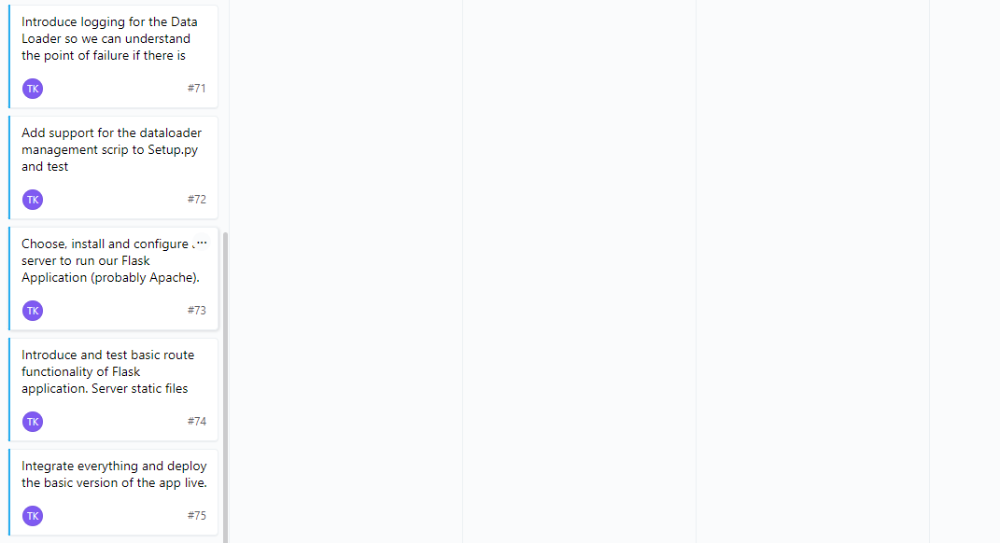 Introduce logging for the Data
Loader so we can understand
the point of failure if there is
TK
#71
Add support for the dataloader
management scrip to Setup.py
and test
TK
#72
Choose, install and configure
server to run our Flask
Application (probably Apache).
TK
#73
Introduce and test basic route
functionality of Flask
application. Server static files
TK
#74
Integrate everything and deploy
the basic version of the app live.
TK
#75